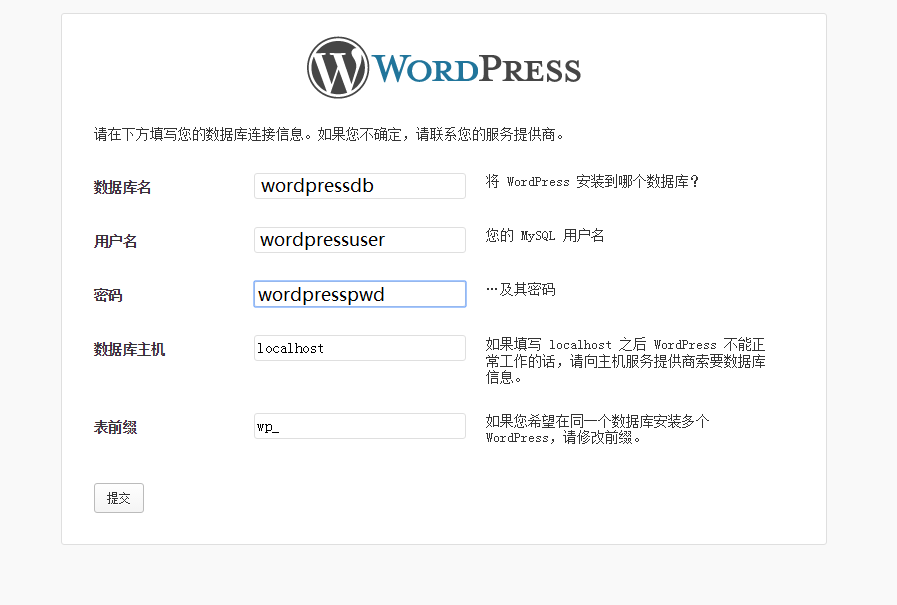 WORDPRESS
请在下方填写您的数据库连接信息。如果您不确定，请联系您的服务提供商。
数据库名
wordpressdb
将 WordPress 安装到哪个数据库？
用户名
wordpressuser
您的 MySQL 用户名
密码
wordpresspwd
…及其密码
数据库主机
localhost
如果填写 localhost 之后 WordPress 不能正
常工作的话，请向主机服务提供商索要数据库
信息。
表前缀
wp_
如果您希望在同一个数据库安装多个
WordPress，请修改前缀。
提交